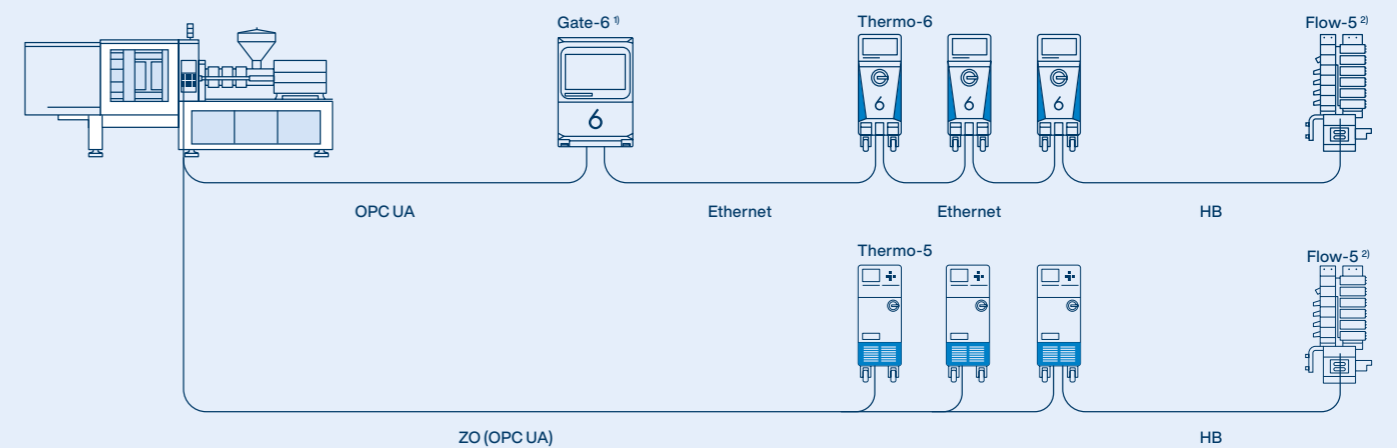 Gate-6 1)
Thermo-6
Flow-5 2)
6
6
6
6
OPC UA
Ethernet
Ethernet
HB
Thermo-5
Flow-5 2)
ZO (OPC UA)
HB